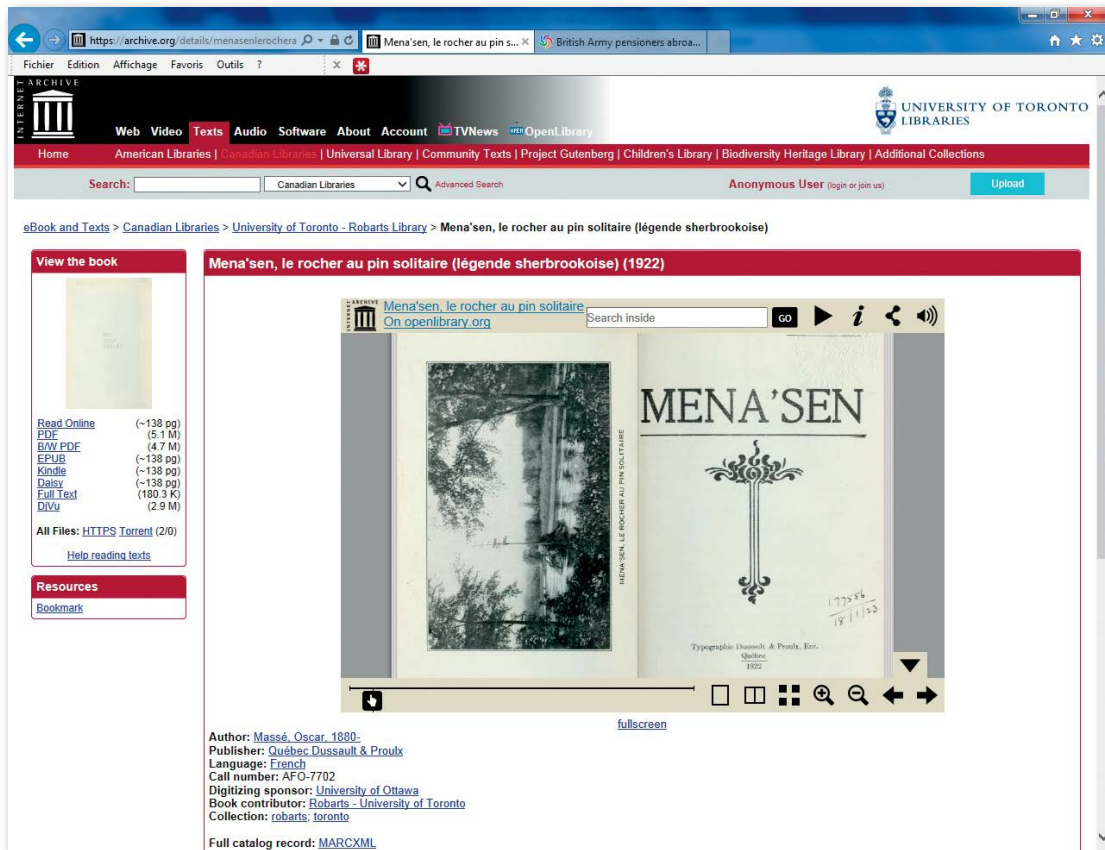 https://archive.org/details/menasenlerochera
Mena'sen, le rocher au pin s...
British Army pensioners abroa...
Fichier Edition Affichage Favoris Outils ?
INTERNET ARCHIVE
UNIVERSITY OF TORONTO
LIBRARIES
Web Video Texts Audio Software About Account TVNews OPEN OpenLibrary
Home American Libraries | Canadian Libraries | Universal Library | Community Texts | Project Gutenberg | Children's Library | Biodiversity Heritage Library | Additional Collections
Search: Canadian Libraries Advanced Search Anonymous User (login or join us) Upload
eBook and Texts > Canadian Libraries > University of Toronto - Robarts Library > Mena'sen, le rocher au pin solitaire (légende sherbrookoise)
View the book
Read Online (~138 pg)
PDF (5.1 M)
B/W PDF (4.7 M)
EPUB (~138 pg)
Kindle (~138 pg)
Daisy (~138 pg)
Full Text (180.3 K)
DjVu (2.9 M)
All Files: HTTPS Torrent (2/0)
Help reading texts
Resources
Bookmark
Mena'sen, le rocher au pin solitaire (légende sherbrookoise) (1922)
INTERNET ARCHIVE
Mena'sen, le rocher au pin solitaire
On openlibrary.org
Search inside GO
MENA'SEN, LE ROCHER AU PIN SOLITAIRE
MENA'SEN
177586
18/1/23
Typographie Dussault & Proulx, Enr.
Québec
1922
fullscreen
Author: Massé, Oscar, 1880-
Publisher: Québec Dussault & Proulx
Language: French
Call number: AFO-7702
Digitizing sponsor: University of Ottawa
Book contributor: Robarts - University of Toronto
Collection: robarts; toronto
Full catalog record: MARCXML